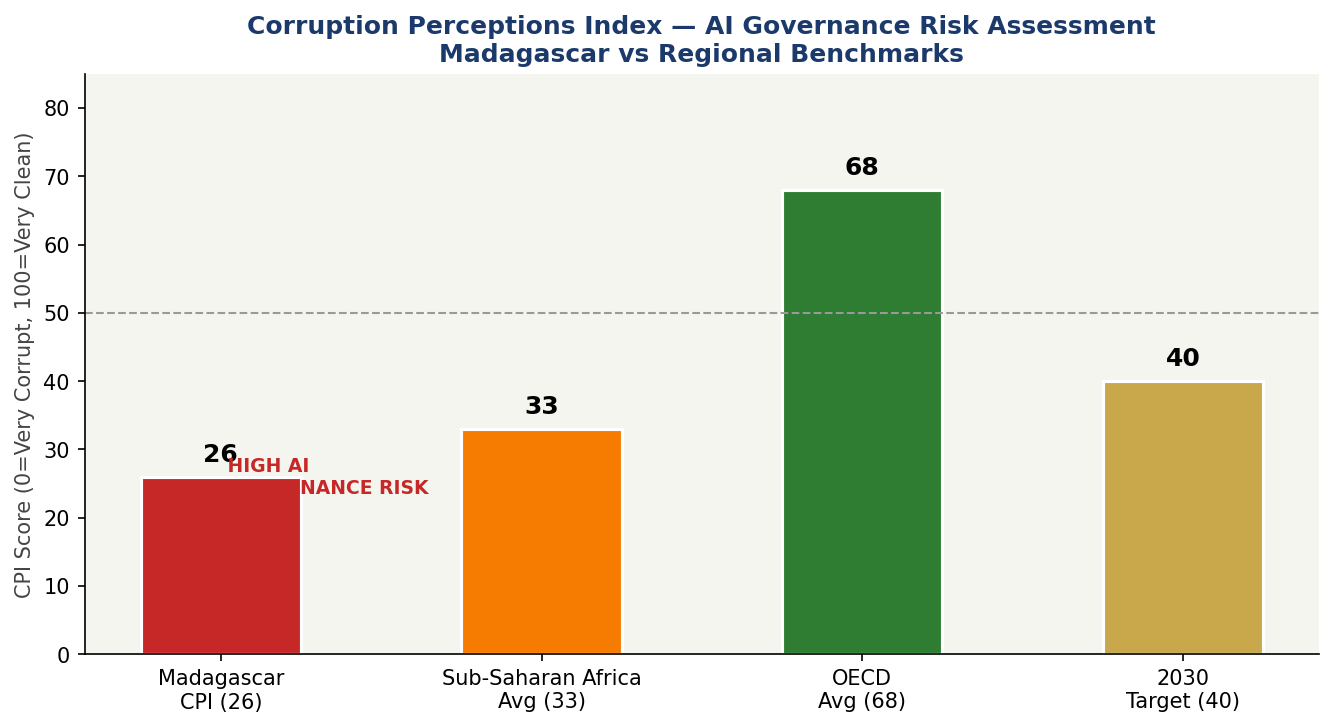 Corruption Perceptions Index — AI Governance Risk Assessment
Madagascar vs Regional Benchmarks
CPI Score (0=Very Corrupt, 100=Very Clean)
80
70
60
50
40
30
20
10
0
26
HIGH AI
NANCE RISK
33
68
40
Madagascar
CPI (26)
Sub-Saharan Africa
Avg (33)
OECD
Avg (68)
2030
Target (40)